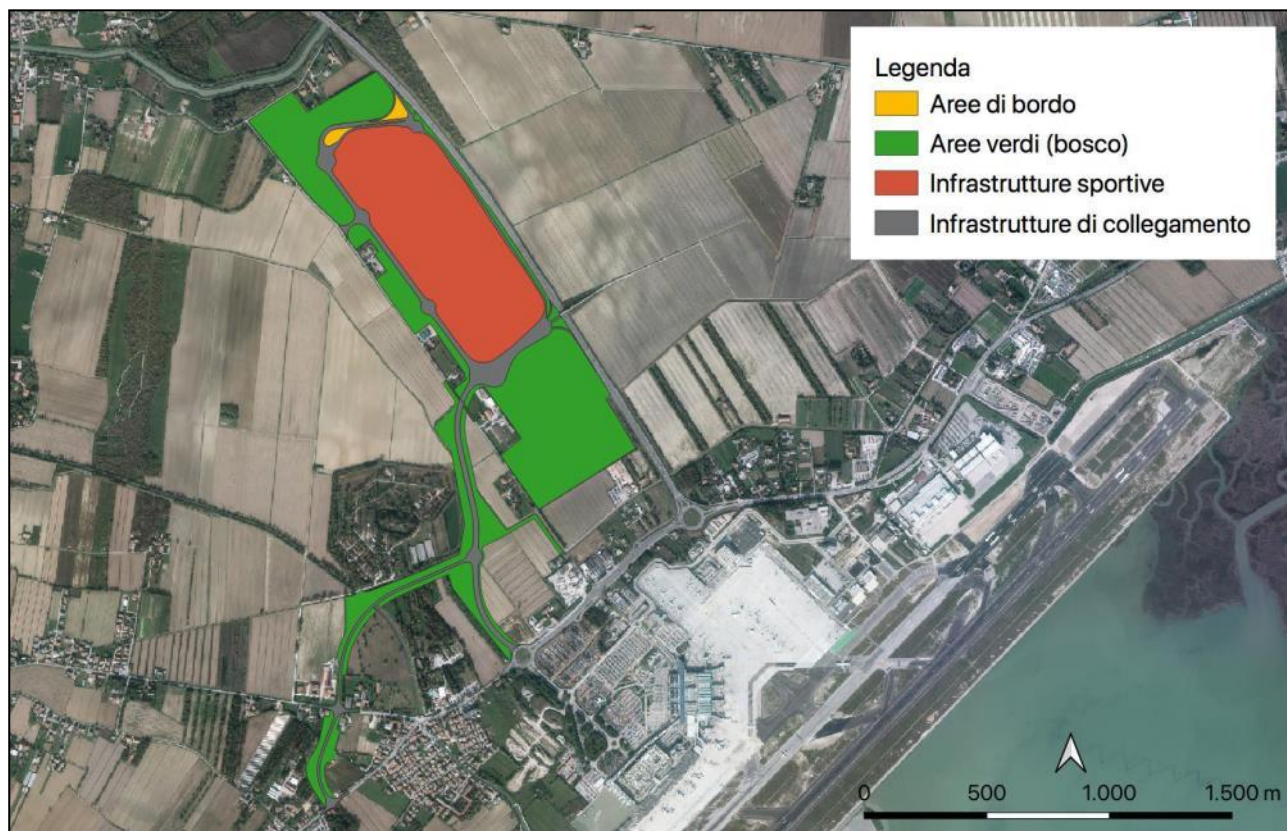 Legenda
Aree di bordo
Aree verdi (bosco)
Infrastrutture sportive
Infrastrutture di collegamento
0 500 1.000 1.500 m